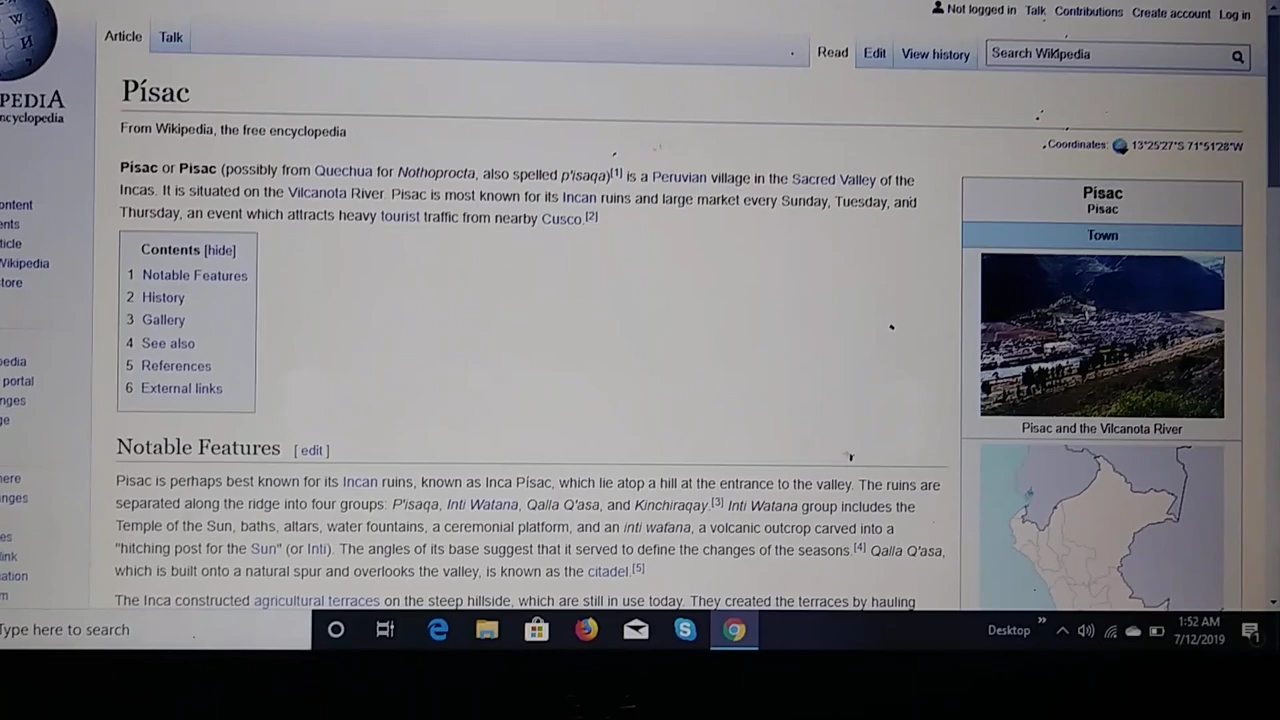 Not logged in Talk Contributions Create account Log in
Article Talk
Read Edit View history Search Wikipedia
PEDIA
ncyclopedia
Písac
From Wikipedia, the free encyclopedia
Coordinates: 13°25′27″S 71°51′28″W
Písac or Pisac (possibly from Quechua for Nothoprocta, also spelled p'isaqa)[1] is a Peruvian village in the Sacred Valley of the
Incas. It is situated on the Vilcanota River. Pisac is most known for its Incan ruins and large market every Sunday, Tuesday, and
Thursday, an event which attracts heavy tourist traffic from nearby Cusco.[2]
Contents [hide]
1 Notable Features
2 History
3 Gallery
4 See also
5 References
6 External links
Pisac
Pisac
Town
Pisac and the Vilcanota River
ontent
ents
ticle
Wikipedia
tore
pedia
portal
nges
ge
here
anges
es
link
ation
m
Notable Features [ edit ]
Pisac is perhaps best known for its Incan ruins, known as Inca Písac, which lie atop a hill at the entrance to the valley. The ruins are
separated along the ridge into four groups: P'isaqa, Inti Watana, Qalla Q'asa, and Kinchiraqay.[3] Inti Watana group includes the
Temple of the Sun, baths, altars, water fountains, a ceremonial platform, and an inti watana, a volcanic outcrop carved into a
"hitching post for the Sun" (or Inti). The angles of its base suggest that it served to define the changes of the seasons.[4] Qalla Q'asa,
which is built onto a natural spur and overlooks the valley, is known as the citadel.[5]
The Inca constructed agricultural terraces on the steep hillside, which are still in use today. They created the terraces by hauling
Type here to search
Desktop
1:52 AM
7/12/2019
1